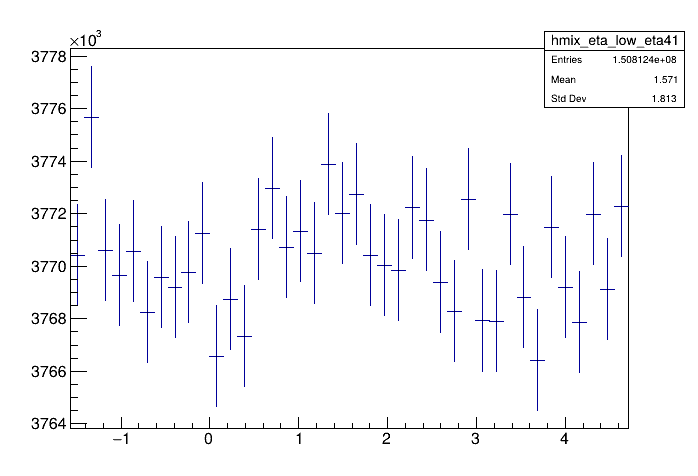 ×10³
hmix_eta_low_eta41
Entries 1.508124e+08
Mean 1.571
Std Dev 1.813
3778
3776
3774
3772
3770
3768
3766
3764
−1 0 1 2 3 4